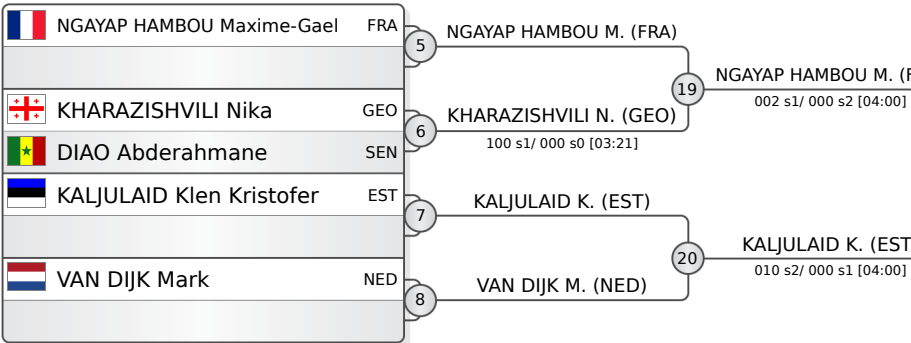 NGAYAP HAMBOU Maxime-Gael FRA
5
NGAYAP HAMBOU M. (FRA)
19
NGAYAP HAMBOU M. (F
002 s1/ 000 s2 [04:00]
KHARAZISHVILI Nika GEO
6
KHARAZISHVILI N. (GEO)
100 s1/ 000 s0 [03:21]
DIAO Abderahmane SEN
KALJULAID Klen Kristofer EST
7
KALJULAID K. (EST)
20
KALJULAID K. (EST
010 s2/ 000 s1 [04:00]
VAN DIJK Mark NED
8
VAN DIJK M. (NED)